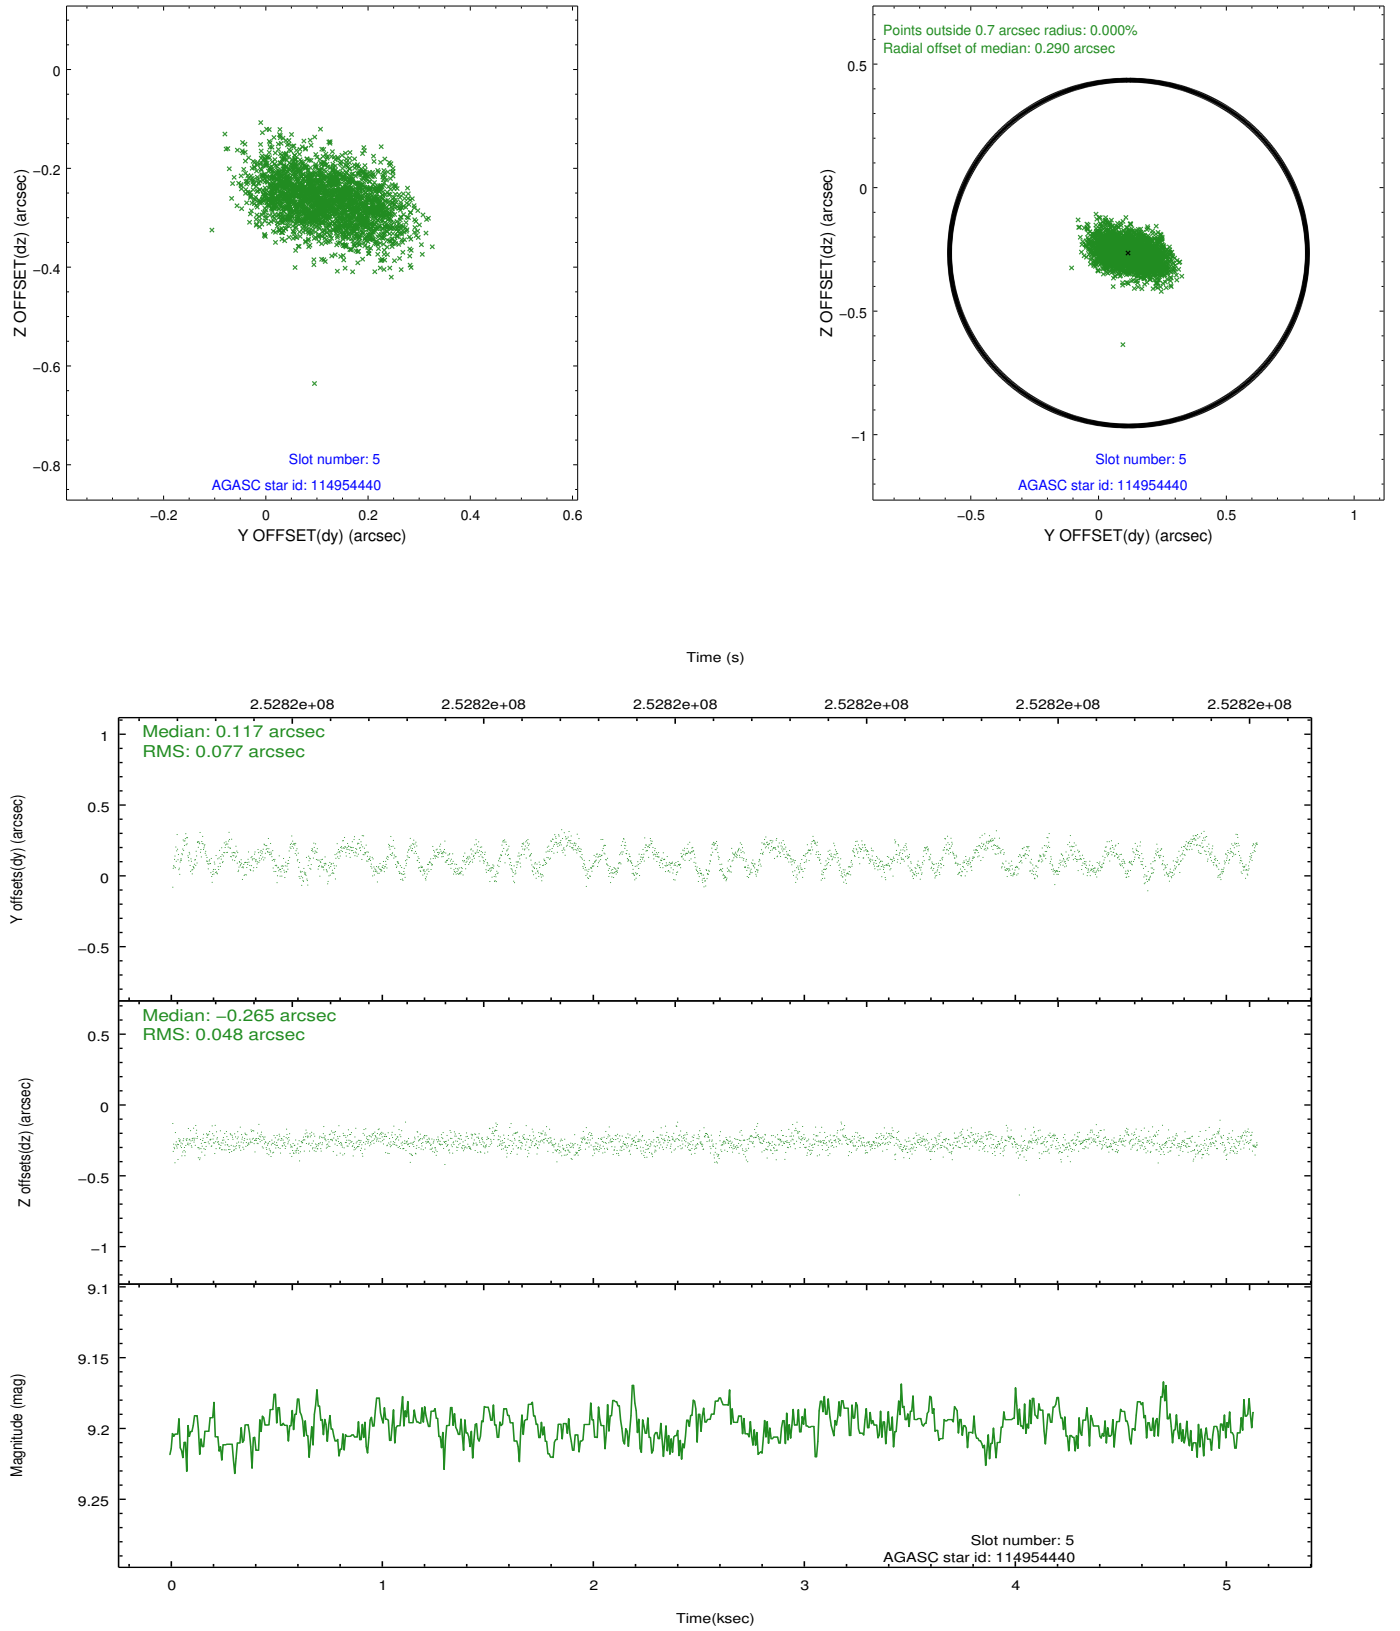 0
−0.2
−0.4
−0.6
−0.8
Z OFFSET(dz) (arcsec)
Slot number: 5
AGASC star id: 114954440
−0.2 0 0.2 0.4 0.6
Y OFFSET(dy) (arcsec)
Points outside 0.7 arcsec radius: 0.000%
Radial offset of median: 0.290 arcsec
0.5
0
−0.5
−1
Z OFFSET(dz) (arcsec)
Slot number: 5
AGASC star id: 114954440
−0.5 0 0.5 1
Y OFFSET(dy) (arcsec)
Time (s)
2.5282e+08 2.5282e+08 2.5282e+08 2.5282e+08 2.5282e+08 2.5282e+08
Median: 0.117 arcsec
RMS: 0.077 arcsec
1
0.5
0
−0.5
Y offsets(dy) (arcsec)
Median: −0.265 arcsec
RMS: 0.048 arcsec
0.5
0
−0.5
−1
Z offsets(dz) (arcsec)
9.1
9.15
9.2
9.25
Magnitude (mag)
Slot number: 5
AGASC star id: 114954440
0 1 2 3 4 5
Time(ksec)